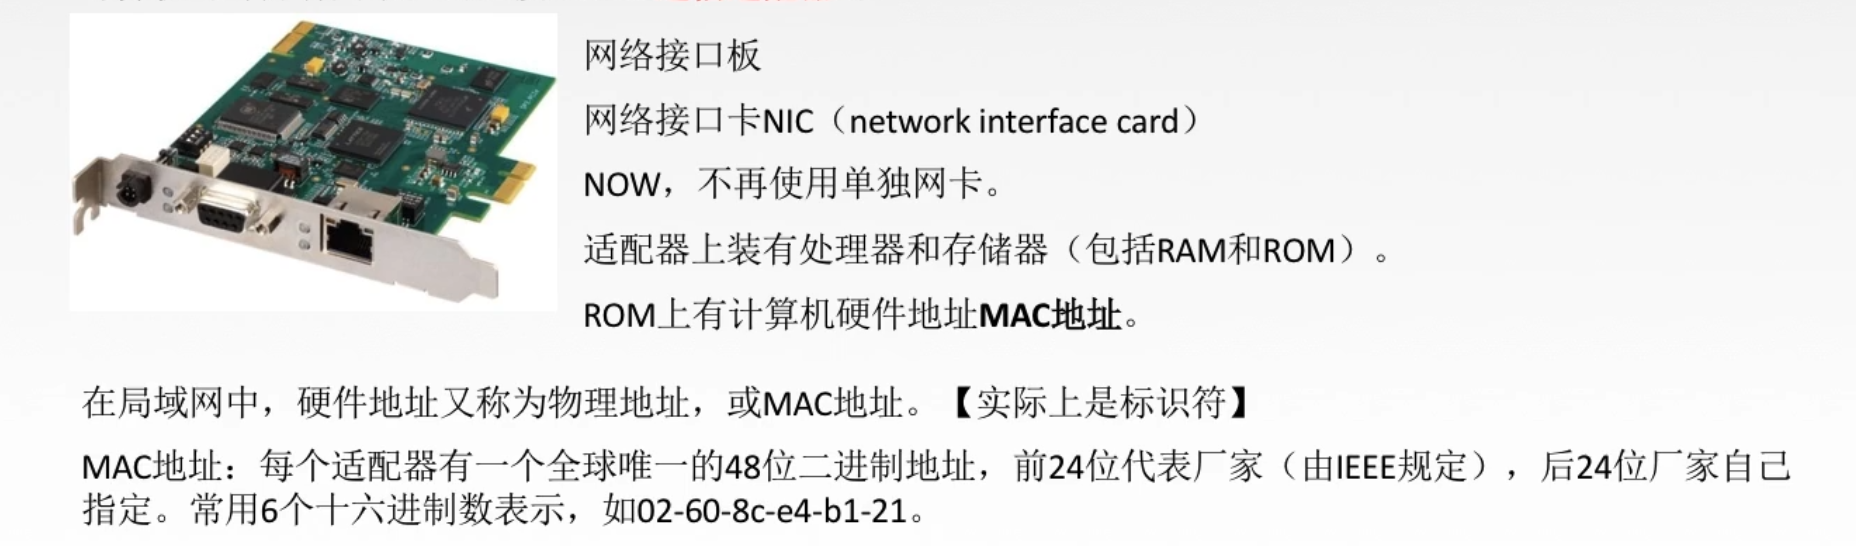 网络接口板
网络接口卡NIC（network interface card）
NOW，不再使用单独网卡。
适配器上装有处理器和存储器（包括RAM和ROM）。
ROM上有计算机硬件地址MAC地址。
在局域网中，硬件地址又称为物理地址，或MAC地址。【实际上是标识符】
MAC地址：每个适配器有一个全球唯一的48位二进制地址，前24位代表厂家（由IEEE规定），后24位厂家自己
指定。常用6个十六进制数表示，如02-60-8c-e4-b1-21。